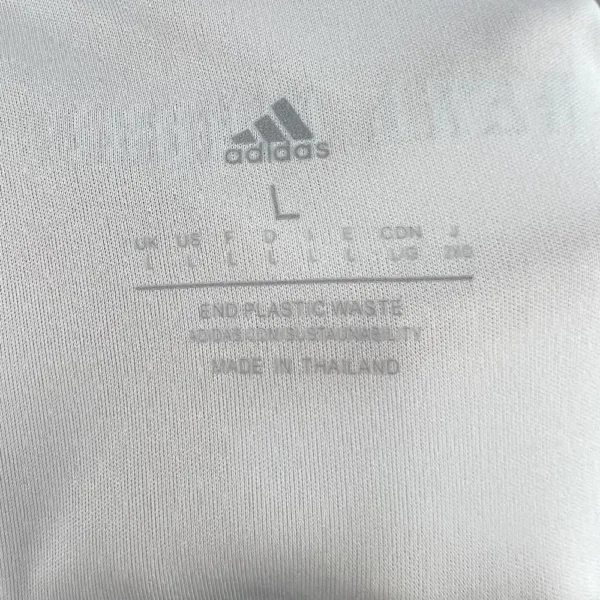 adidas
L
UK US F D I E CDN J
L L L L L L L/G 2XO
END PLASTIC WASTE
ADIDAS.COM/SUSTAINABILITY
MADE IN THAILAND